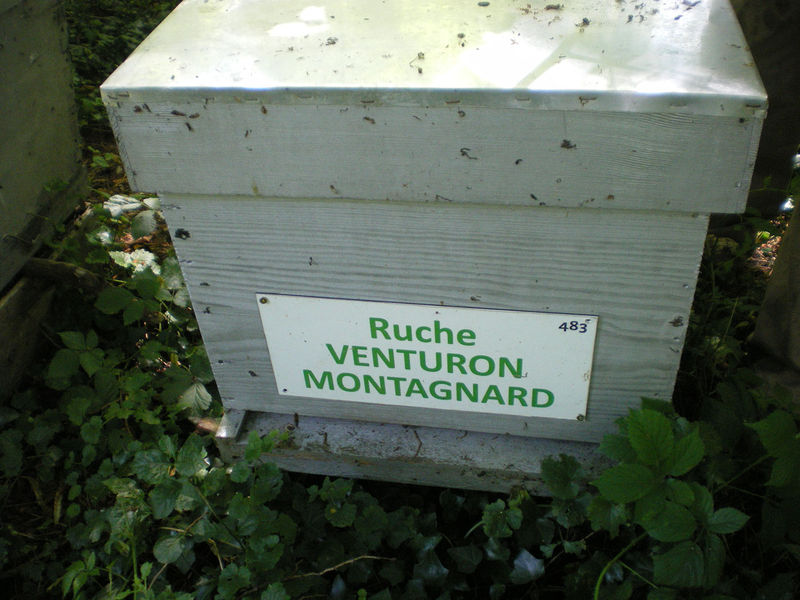 483
Ruche
VENTURON
MONTAGNARD